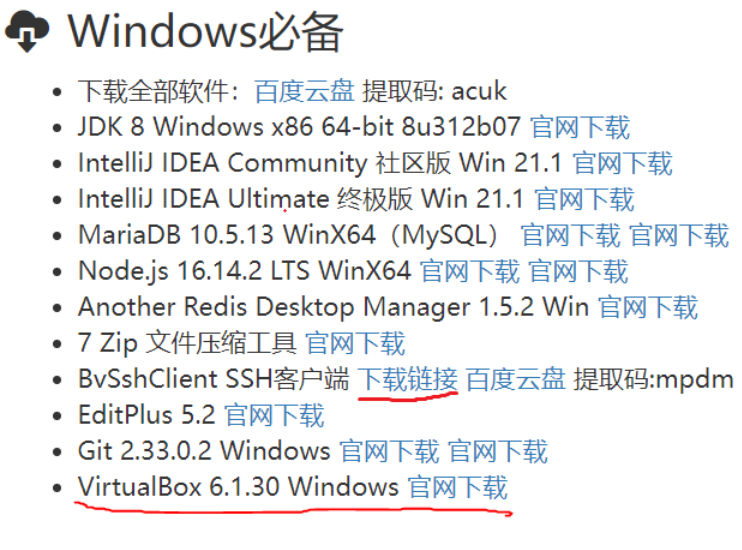 Windows必备
下载全部软件：百度云盘 提取码: acuk
JDK 8 Windows x86 64-bit 8u312b07 官网下载
IntelliJ IDEA Community 社区版 Win 21.1 官网下载
IntelliJ IDEA Ultimate 终极版 Win 21.1 官网下载
MariaDB 10.5.13 WinX64（MySQL） 官网下载 官网下载
Node.js 16.14.2 LTS WinX64 官网下载 官网下载
Another Redis Desktop Manager 1.5.2 Win 官网下载
7 Zip 文件压缩工具 官网下载
BvSshClient SSH客户端 下载链接 百度云盘 提取码:mpdm
EditPlus 5.2 官网下载
Git 2.33.0.2 Windows 官网下载 官网下载
VirtualBox 6.1.30 Windows 官网下载